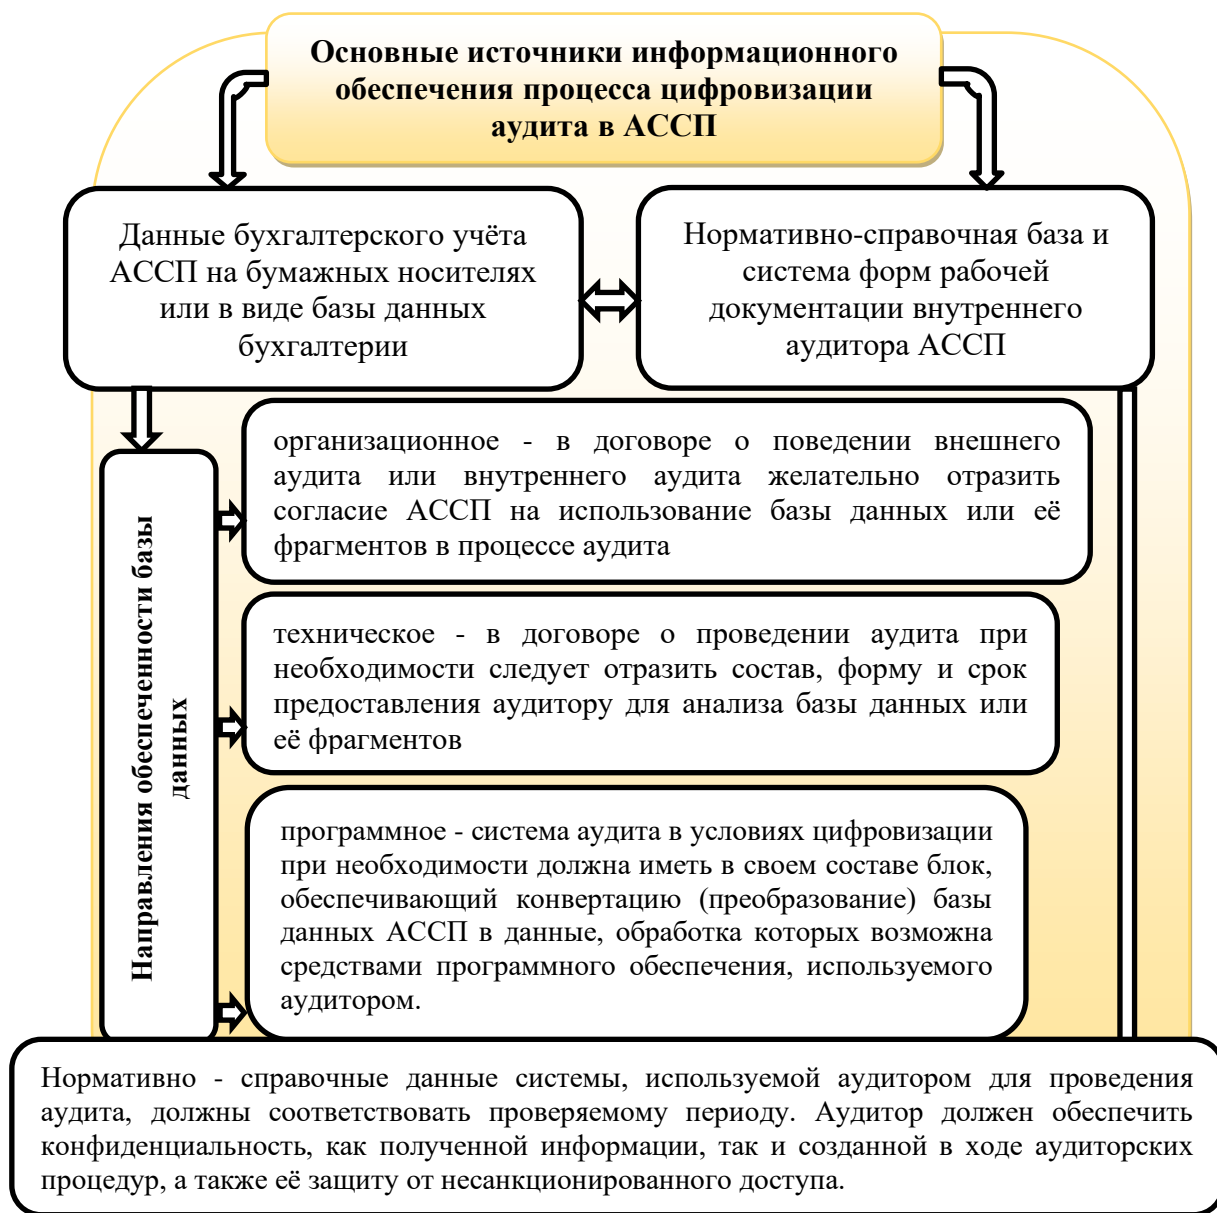 Основные источники информационного
обеспечения процесса цифровизации
аудита в АССП
Данные бухгалтерского учёта
АССП на бумажных носителях
или в виде базы данных
бухгалтерии
Нормативно-справочная база и
система форм рабочей
документации внутреннего
аудитора АССП
Направления обеспеченности базы
данных
организационное - в договоре о поведении внешнего
аудита или внутреннего аудита желательно отразить
согласие АССП на использование базы данных или её
фрагментов в процессе аудита
техническое - в договоре о проведении аудита при
необходимости следует отразить состав, форму и срок
предоставления аудитору для анализа базы данных или
её фрагментов
программное - система аудита в условиях цифровизации
при необходимости должна иметь в своем составе блок,
обеспечивающий конвертацию (преобразование) базы
данных АССП в данные, обработка которых возможна
средствами программного обеспечения, используемого
аудитором.
Нормативно - справочные данные системы, используемой аудитором для проведения
аудита, должны соответствовать проверяемому периоду. Аудитор должен обеспечить
конфиденциальность, как полученной информации, так и созданной в ходе аудиторских
процедур, а также её защиту от несанкционированного доступа.